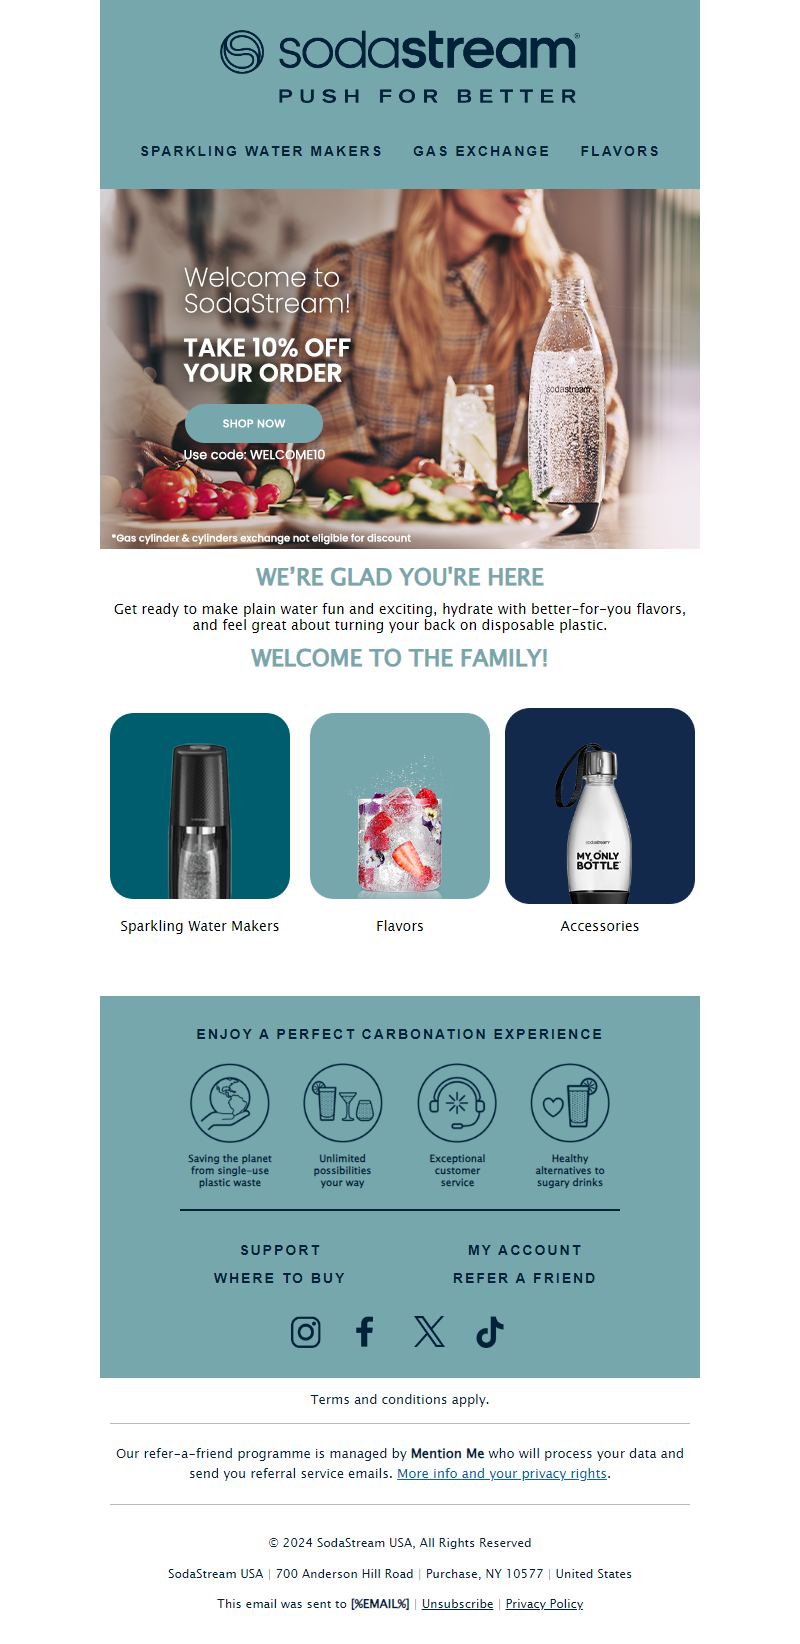 sodastream®
PUSH FOR BETTER
SPARKLING WATER MAKERS GAS EXCHANGE FLAVORS
Welcome to
SodaStream!
TAKE 10% OFF
YOUR ORDER
SHOP NOW
Use code: WELCOME10
sodastream
*Gas cylinder & cylinders exchange not eligible for discount
WE’RE GLAD YOU'RE HERE
Get ready to make plain water fun and exciting, hydrate with better-for-you flavors,
and feel great about turning your back on disposable plastic.
WELCOME TO THE FAMILY!
sodastream
MY ONLY
BOTTLE
Sparkling Water Makers
Flavors
Accessories
ENJOY A PERFECT CARBONATION EXPERIENCE
Saving the planet
from single-use
plastic waste
Unlimited
possibilities
your way
Exceptional
customer
service
Healthy
alternatives to
sugary drinks
SUPPORT MY ACCOUNT
WHERE TO BUY REFER A FRIEND
Terms and conditions apply.
Our refer-a-friend programme is managed by Mention Me who will process your data and
send you referral service emails. More info and your privacy rights.
© 2024 SodaStream USA, All Rights Reserved
SodaStream USA | 700 Anderson Hill Road | Purchase, NY 10577 | United States
This email was sent to [%EMAIL%] | Unsubscribe | Privacy Policy